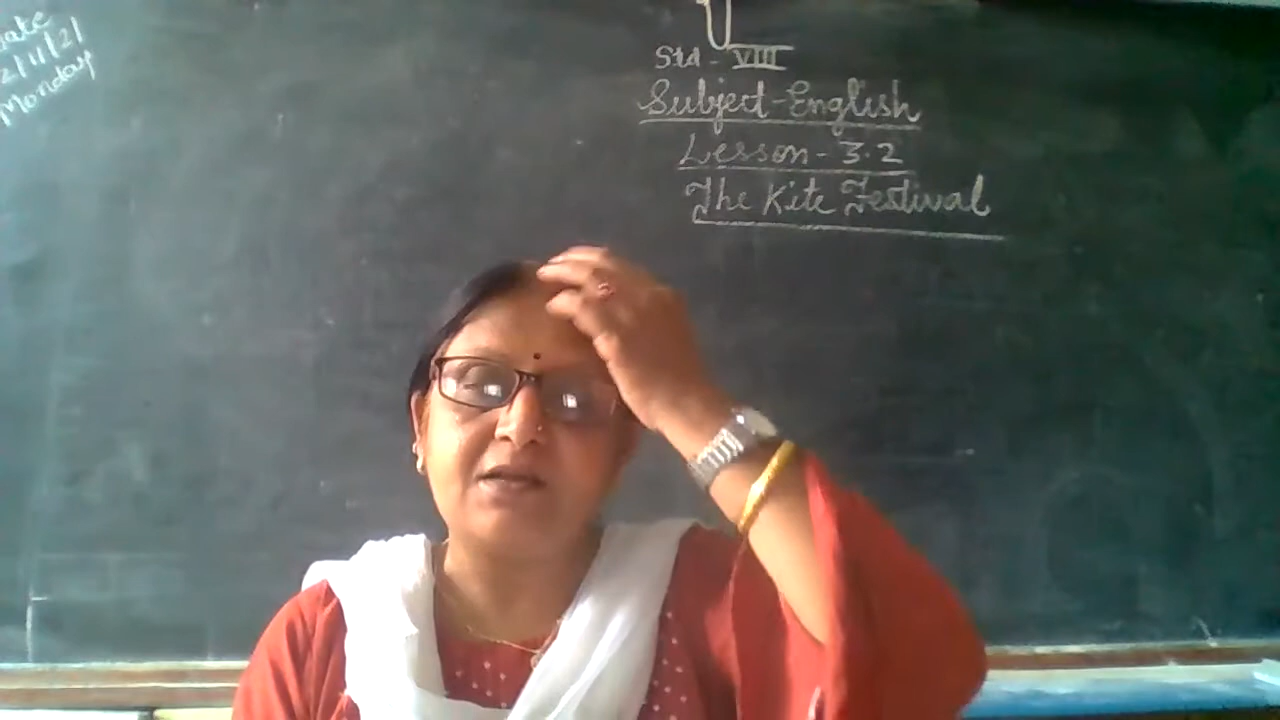 Monday
Std - VIII
Subject - English
Lesson - 3.2
The Kite Festival